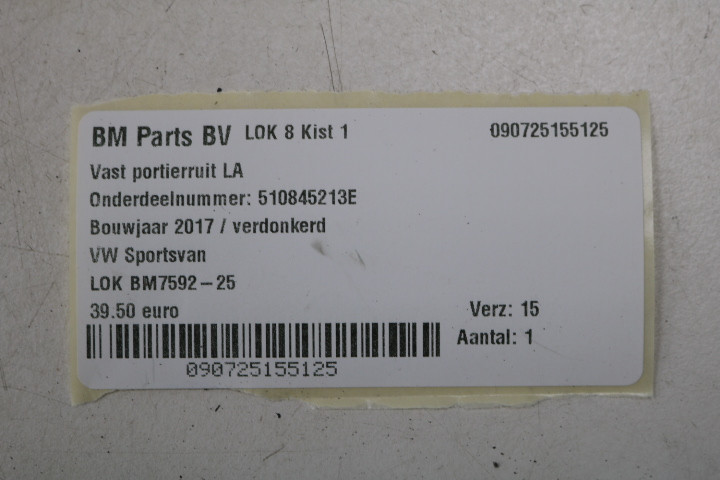 BM Parts BV LOK 8 Kist 1 090725155125
Vast portierruit LA
Onderdeelnummer: 510845213E
Bouwjaar 2017 / verdonkerd
VW Sportsvan
LOK BM7592-25
39.50 euro Verz: 15
Aantal: 1
090725155125